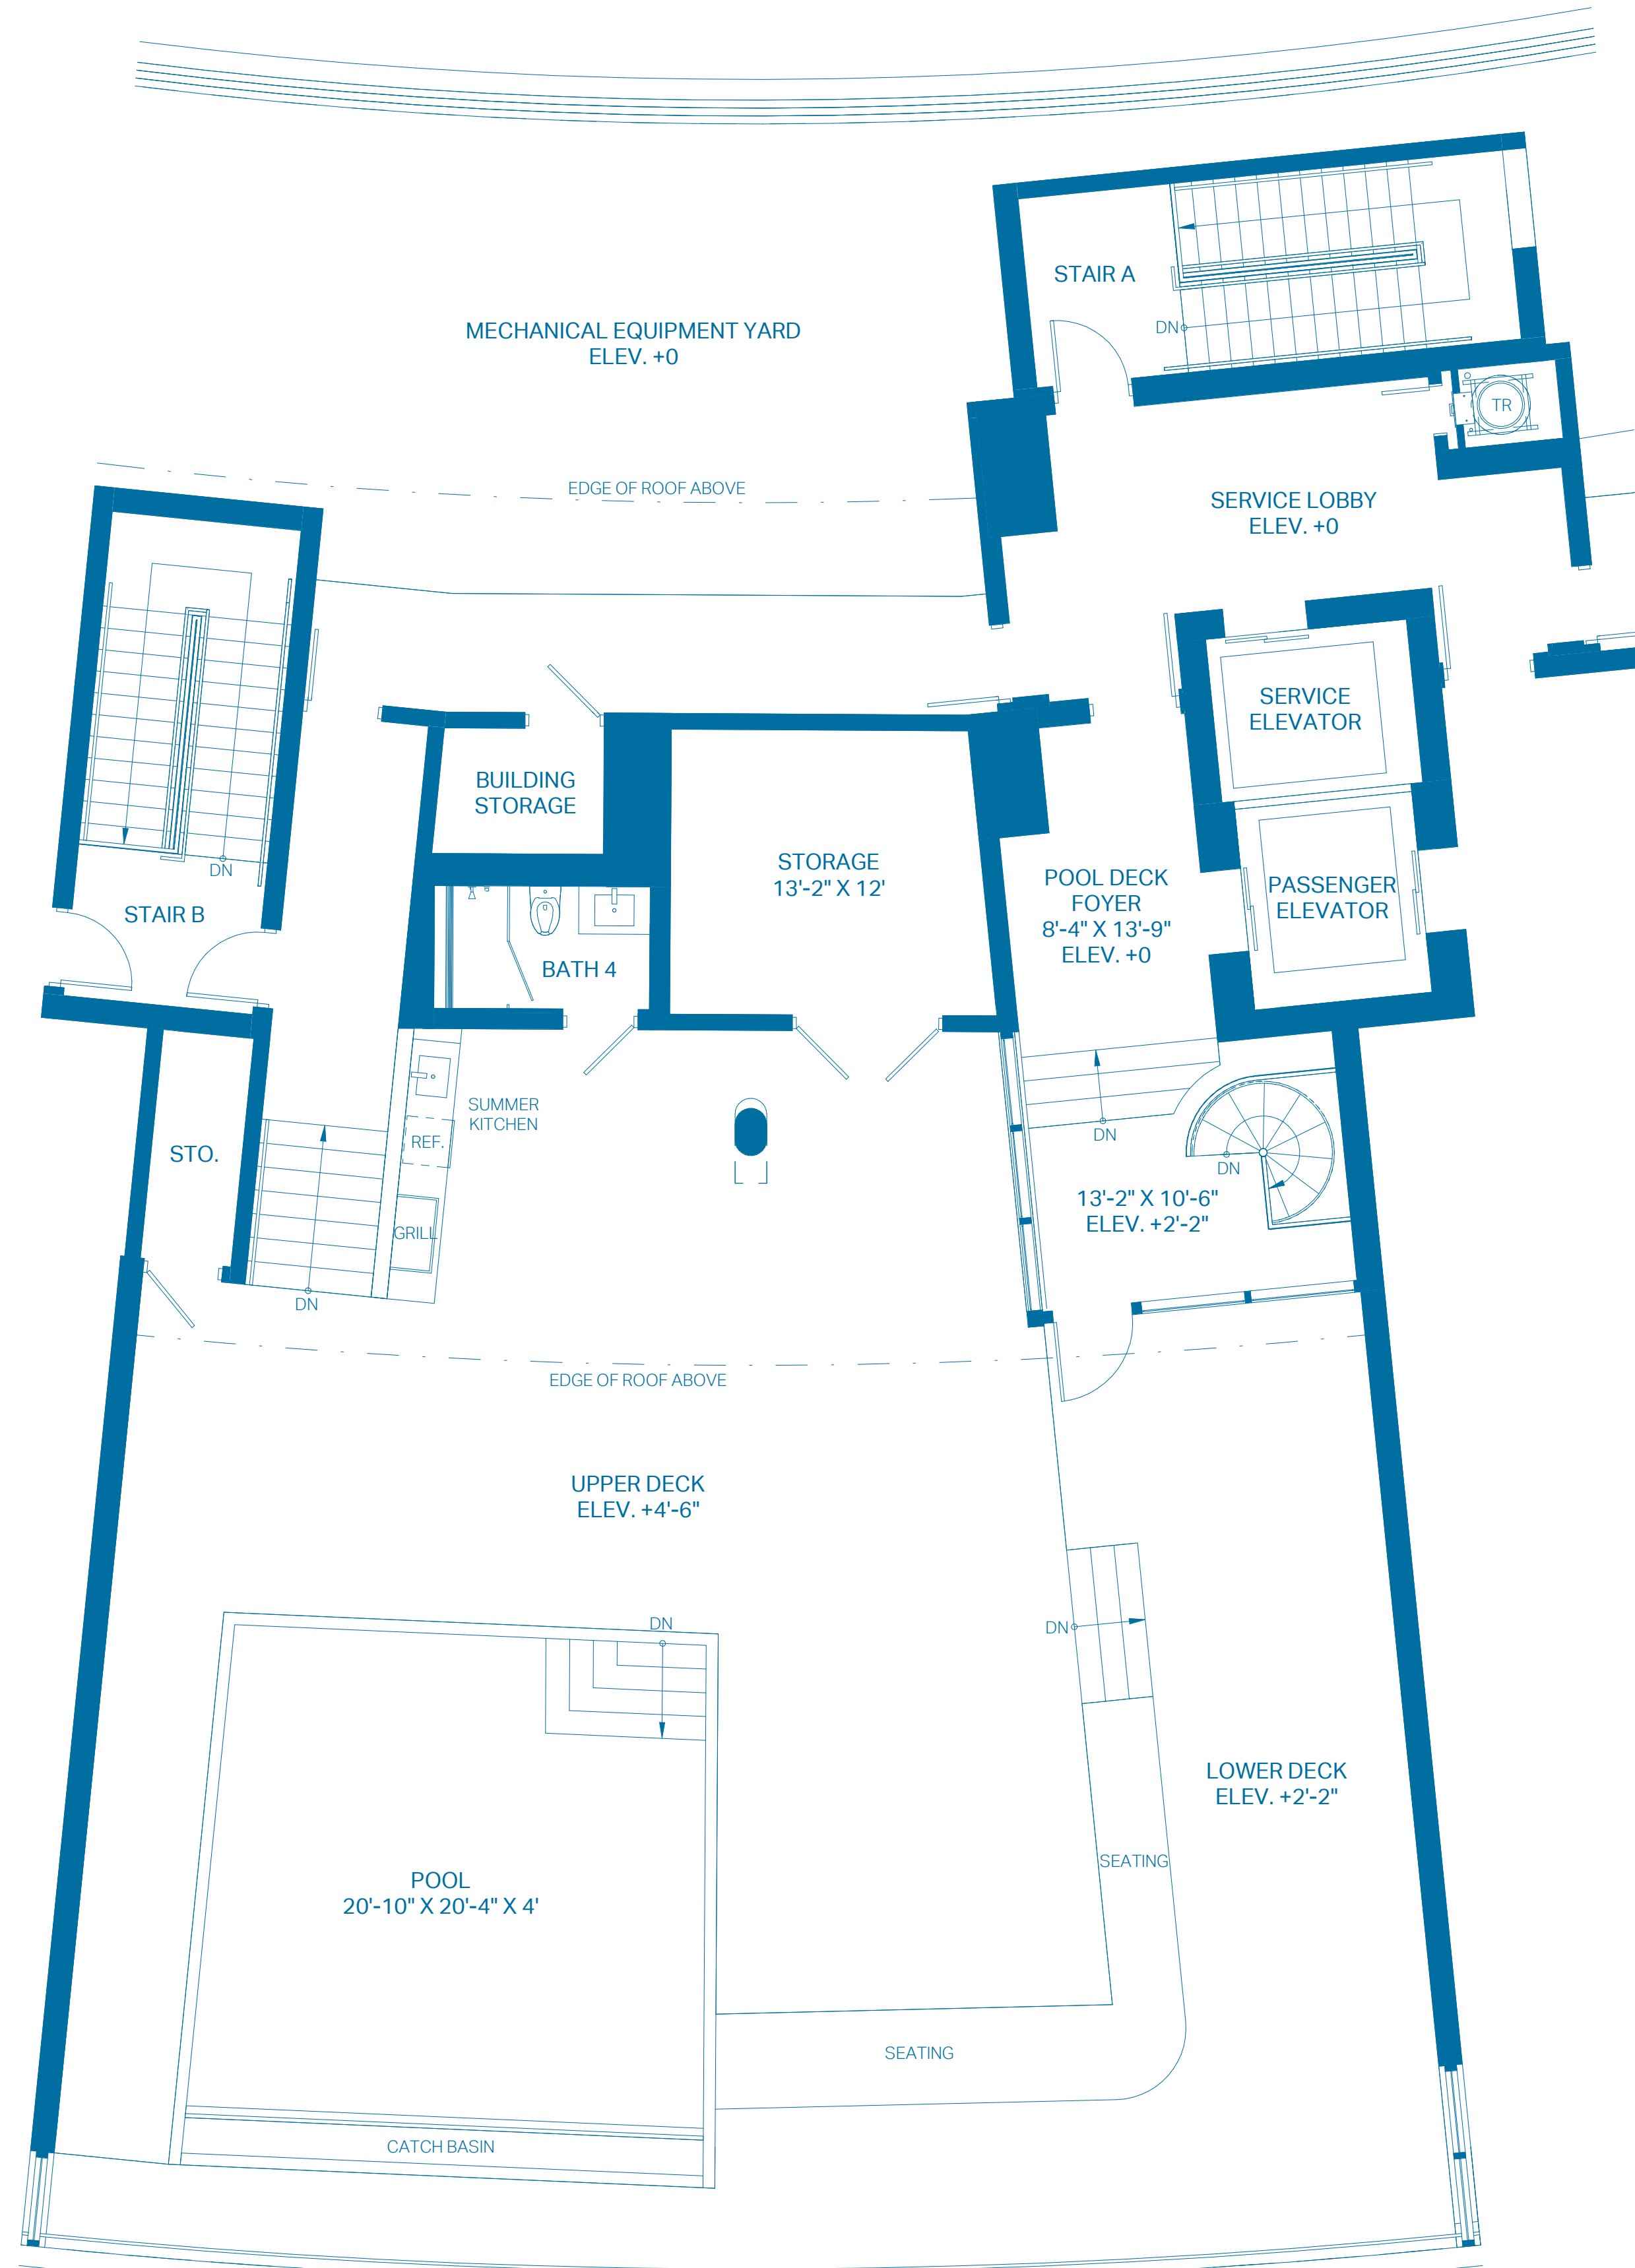 STAIR A
DN
MECHANICAL EQUIPMENT YARD
ELEV. +0
TR
EDGE OF ROOF ABOVE
SERVICE LOBBY
ELEV. +0
SERVICE
ELEVATOR
BUILDING
STORAGE
STORAGE
13'-2" X 12'
DN
STAIR B
POOL DECK
FOYER
8'-4" X 13'-9"
ELEV. +0
PASSENGER
ELEVATOR
BATH 4
SUMMER
KITCHEN
REF.
STO.
DN
DN
13'-2" X 10'-6"
ELEV. +2'-2"
GRILL
DN
EDGE OF ROOF ABOVE
UPPER DECK
ELEV. +4'-6"
DN
DN
LOWER DECK
ELEV. +2'-2"
SEATING
POOL
20'-10" X 20'-4" X 4'
SEATING
CATCH BASIN